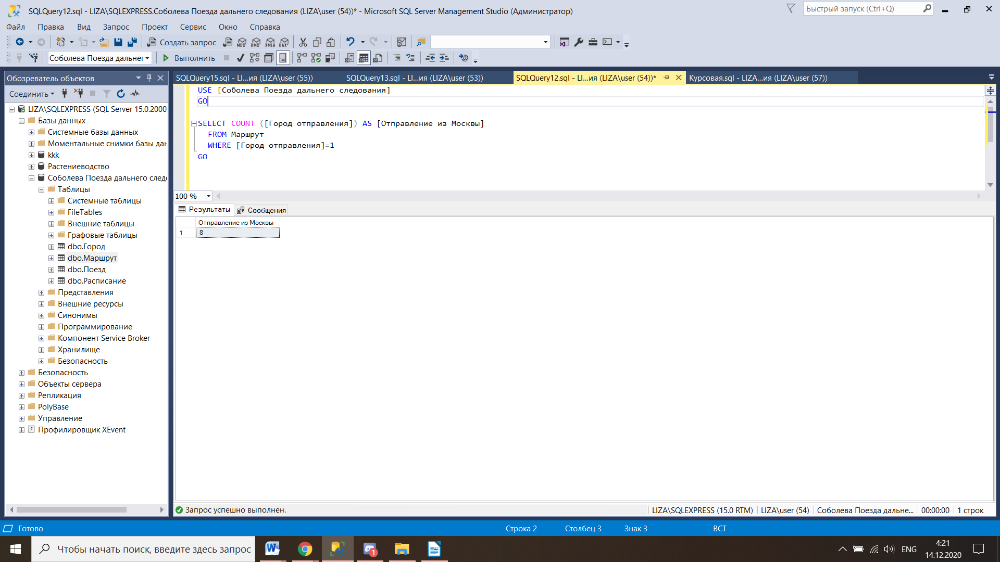 SQLQuery12.sql - LIZA\SQLEXPRESS.Соболева Поезда дальнего следования (LIZA\user (54))* - Microsoft SQL Server Management Studio (Администратор)
Быстрый запуск (Ctrl+Q)
Файл Правка Вид Запрос Проект Сервис Окно Справка
Создать запрос MDX DMX XMLA DAX
Соболева Поезда дальнег Выполнить
Обозреватель объектов
SQLQuery15.sql - LI...ия (LIZA\user (55)) SQLQuery13.sql - LI...ия (LIZA\user (53)) SQLQuery12.sql - LI...ия (LIZA\user (54))* Курсовая.sql - LIZA...ия (LIZA\user (57))
Соединить
LIZA\SQLEXPRESS (SQL Server 15.0.2000
Базы данных
Системные базы данных
Моментальные снимки базы дан
kkk
Растениеводство
Соболева Поезда дальнего следо
Таблицы
Системные таблицы
FileTables
Внешние таблицы
Графовые таблицы
dbo.Город
dbo.Маршрут
dbo.Поезд
dbo.Расписание
Представления
Внешние ресурсы
Синонимы
Программирование
Компонент Service Broker
Хранилище
Безопасность
Безопасность
Объекты сервера
Репликация
PolyBase
Управление
Профилировщик XEvent
USE [Соболева Поезда дальнего следования]
GO
SELECT COUNT ([Город отправления]) AS [Отправление из Москвы]
FROM Маршрут
WHERE [Город отправления]=1
GO
100 %
Результаты Сообщения
Отправление из Москвы
1 8
Запрос успешно выполнен. LIZA\SQLEXPRESS (15.0 RTM) LIZA\user (54) Соболева Поезда дальне... 00:00:00 1 строк
Готово Строка 2 Столбец 3 Знак 3 ВСТ
Чтобы начать поиск, введите здесь запрос
1
ENG
4:21
14.12.2020